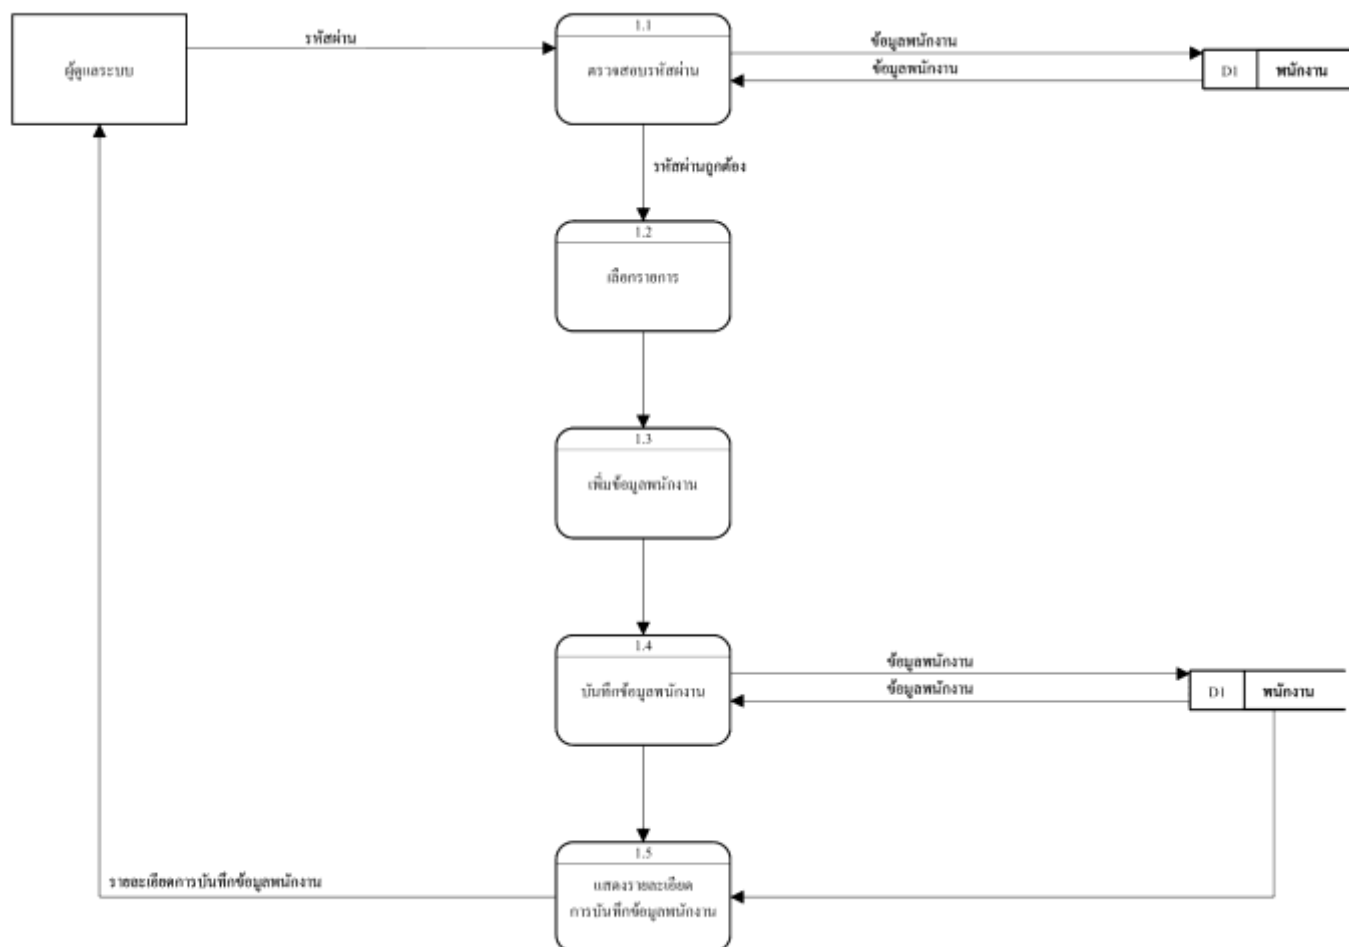 1.1
รหัสผ่าน
ข้อมูลพนักงาน
ผู้ดูแลระบบ
ตรวจสอบรหัสผ่าน
ข้อมูลพนักงาน
D1 พนักงาน
รหัสผ่านถูกต้อง
1.2
เลือกรายการ
1.3
เพิ่มข้อมูลพนักงาน
1.4
ข้อมูลพนักงาน
บันทึกข้อมูลพนักงาน
ข้อมูลพนักงาน
D1 พนักงาน
1.5
รายละเอียดการบันทึกข้อมูลพนักงาน
แสดงรายละเอียด
การบันทึกข้อมูลพนักงาน